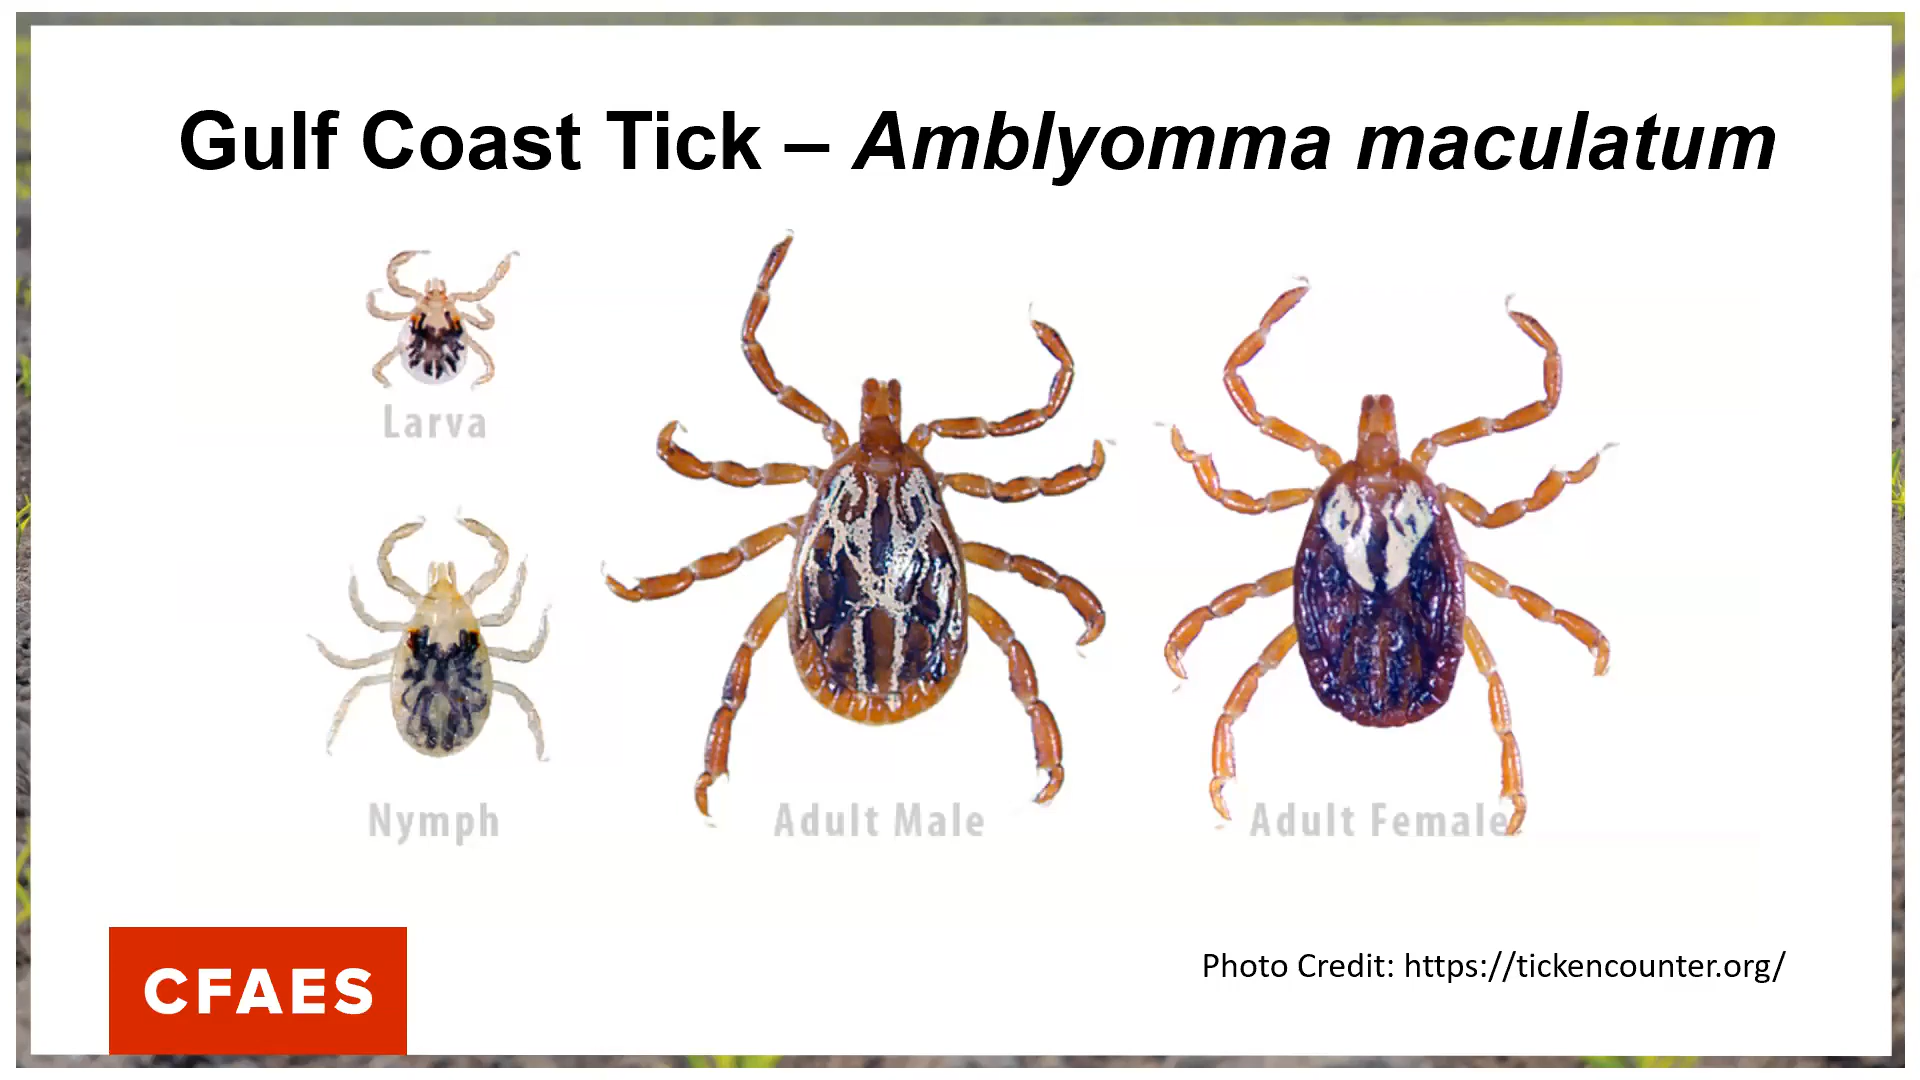 Gulf Coast Tick – Amblyomma maculatum
Larva
Nymph
Adult Male
Adult Female
CFAES
Photo Credit: https://tickencounter.org/